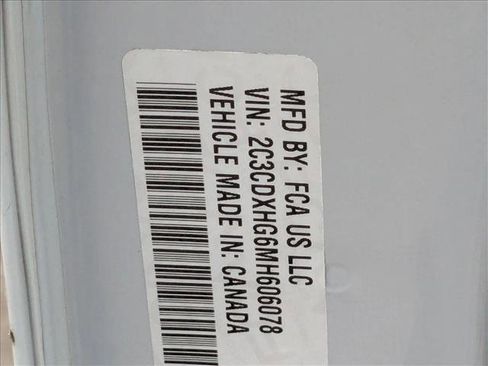 MFD BY: FCA US LLC
VIN: 2C3CDXHG6MH606078
VEHICLE MADE IN: CANADA